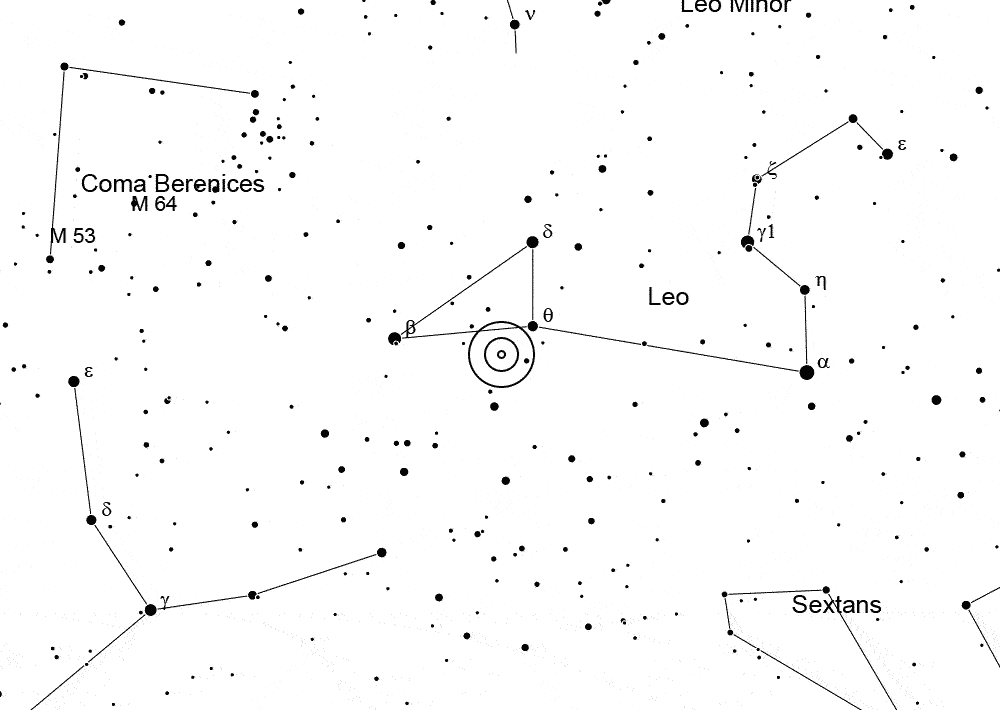 Leo Minor
ν
ε
ζ
Coma Berenices
M 64
M 53
γ1
δ
η
Leo
θ
β
α
ε
δ
γ
Sextans